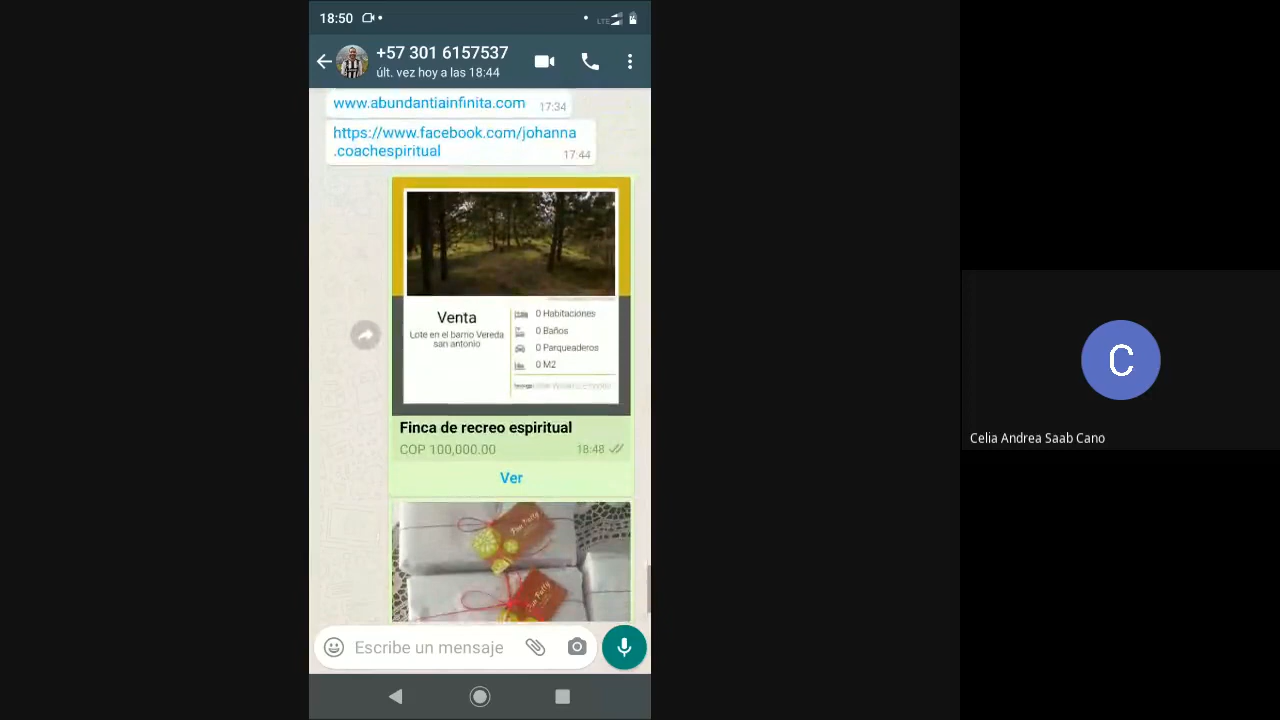 18:50
LTE
+57 301 6157537
últ. vez hoy a las 18:44
www.abundantiainfinita.com 17:34
https://www.facebook.com/johanna
.coachespiritual 17:44
Venta
Lote en el barrio Vereda
san antonio
0 Habitaciones
0 Baños
0 Parqueaderos
0 M2
Finca de recreo espiritual
COP 100,000.00 18:48
Ver
Escribe un mensaje
C
Celia Andrea Saab Cano